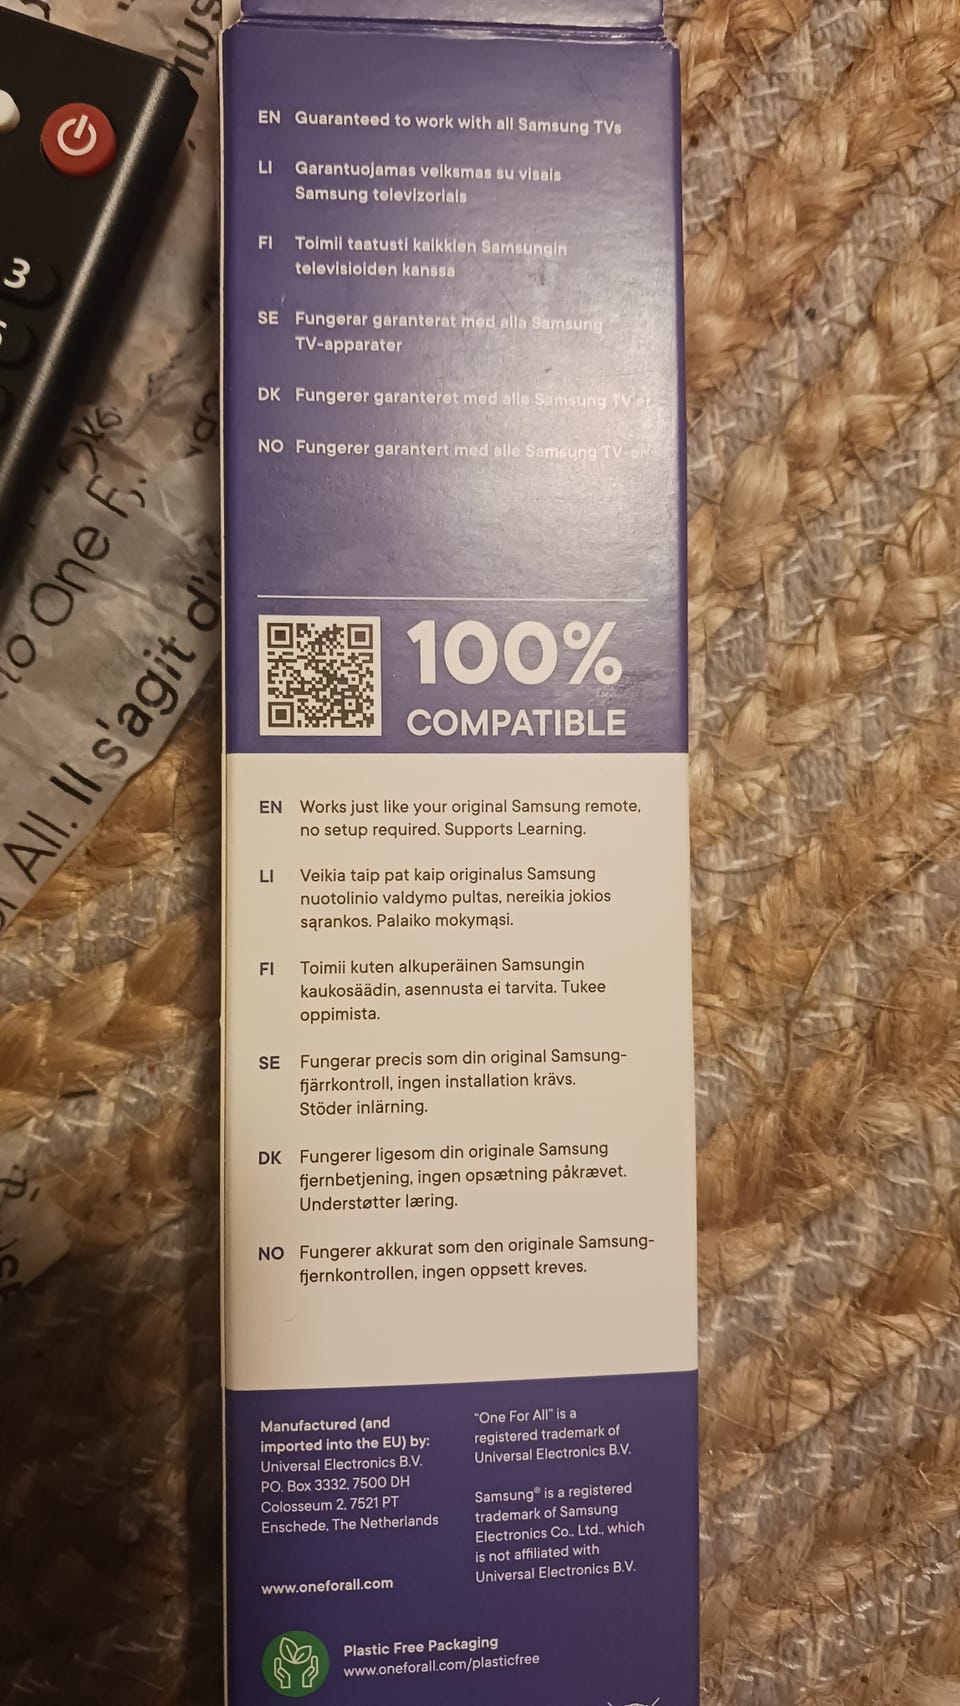 3
to One F
All. Il s'agit d'u
EN Guaranteed to work with all Samsung TVs
LI Garantuojamas veiksmas su visais
Samsung televizoriais
FI Toimii taatusti kaikkien Samsungin
televisioiden kanssa
SE Fungerar garanterat med alla Samsung
TV-apparater
DK Fungerer garanteret med alle Samsung TV'er
NO Fungerer garantert med alle Samsung TV-er
100%
COMPATIBLE
EN Works just like your original Samsung remote,
no setup required. Supports Learning.
LI Veikia taip pat kaip originalus Samsung
nuotolinio valdymo pultas, nereikia jokios
sąrankos. Palaiko mokymąsi.
FI Toimii kuten alkuperäinen Samsungin
kaukosäädin, asennusta ei tarvita. Tukee
oppimista.
SE Fungerar precis som din original Samsung-
fjärrkontroll, ingen installation krävs.
Stöder inlärning.
DK Fungerer ligesom din originale Samsung
fjernbetjening, ingen opsætning påkrævet.
Understøtter læring.
NO Fungerer akkurat som den originale Samsung-
fjernkontrollen, ingen oppsett kreves.
Manufactured (and
imported into the EU) by:
Universal Electronics B.V.
PO. Box 3332, 7500 DH
Colosseum 2, 7521 PT
Enschede, The Netherlands
www.oneforall.com
"One For All" is a
registered trademark of
Universal Electronics B.V.
Samsung® is a registered
trademark of Samsung
Electronics Co., Ltd., which
is not affiliated with
Universal Electronics B.V.
Plastic Free Packaging
www.oneforall.com/plasticfree